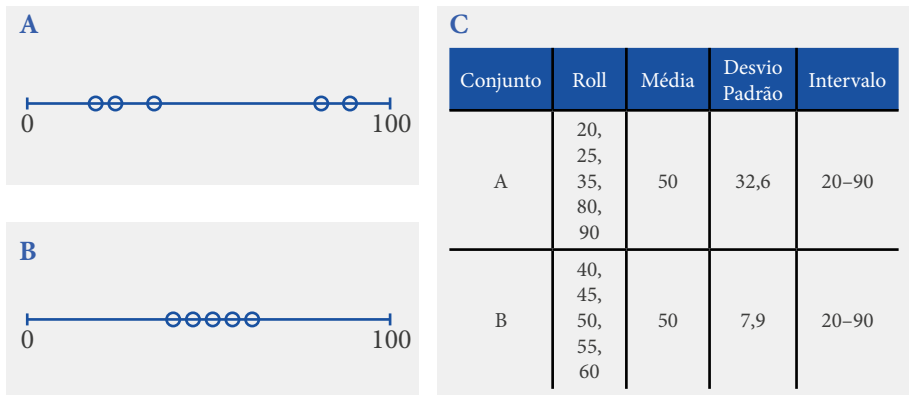 A
0
100
B
0
100
C
Conjunto
Roll
Média
Desvio
Padrão
Intervalo
A
20,
25,
35,
80,
90
50
32,6
20–90
B
40,
45,
50,
55,
60
50
7,9
20–90